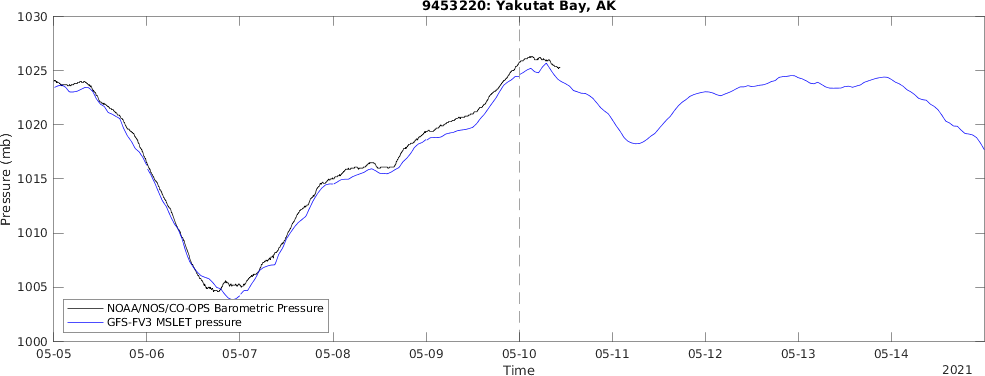 9453220: Yakutat Bay, AK
Pressure (mb)
1030
1025
1020
1015
1010
1005
1000
NOAA/NOS/CO-OPS Barometric Pressure
GFS-FV3 MSLET pressure
05-05 05-06 05-07 05-08 05-09 05-10 05-11 05-12 05-13 05-14
Time
2021